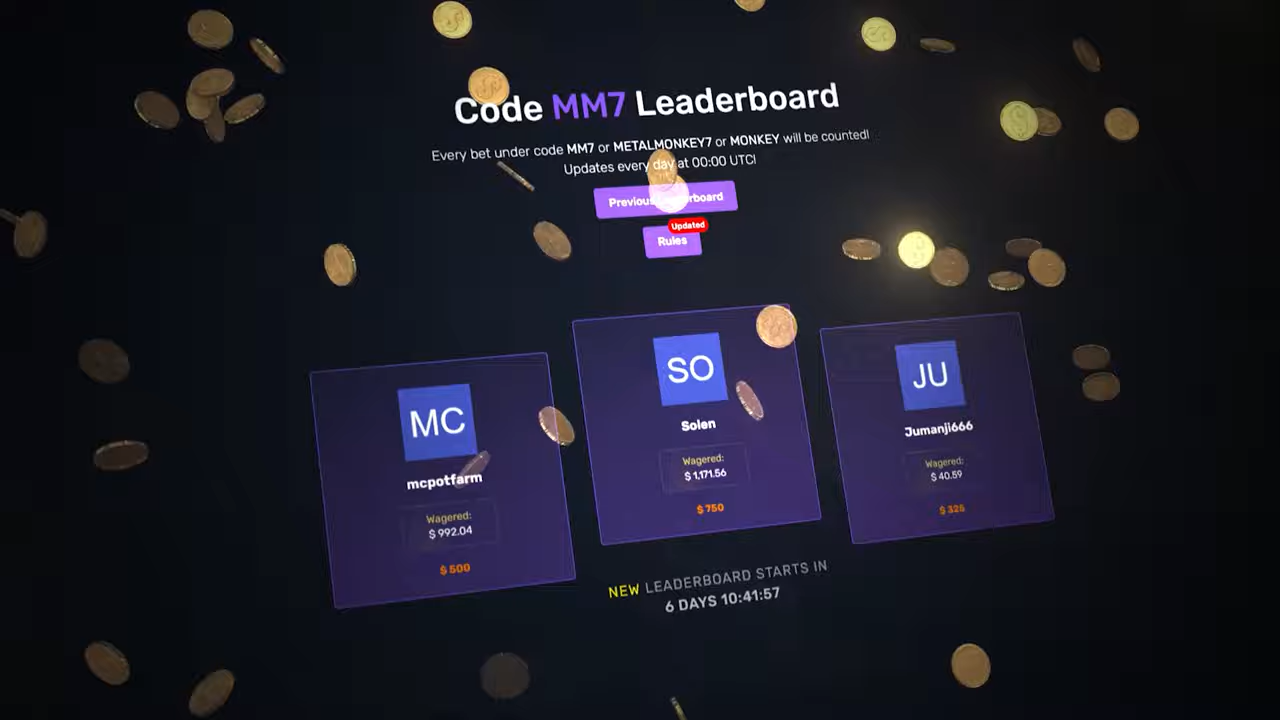 Code MM7 Leaderboard
Every bet under code MM7 or METALMONKEY7 or MONKEY will be counted!
Updates every day at 00:00 UTC!
Previous Leaderboard
Updated
Rules
MC
mcpotfarm
Wagered:
$ 992.04
$ 500
SO
Solen
Wagered:
$ 1,171.56
$ 750
JU
Jumanji666
Wagered:
$ 40.59
$ 325
NEW LEADERBOARD STARTS IN
6 DAYS 10:41:57